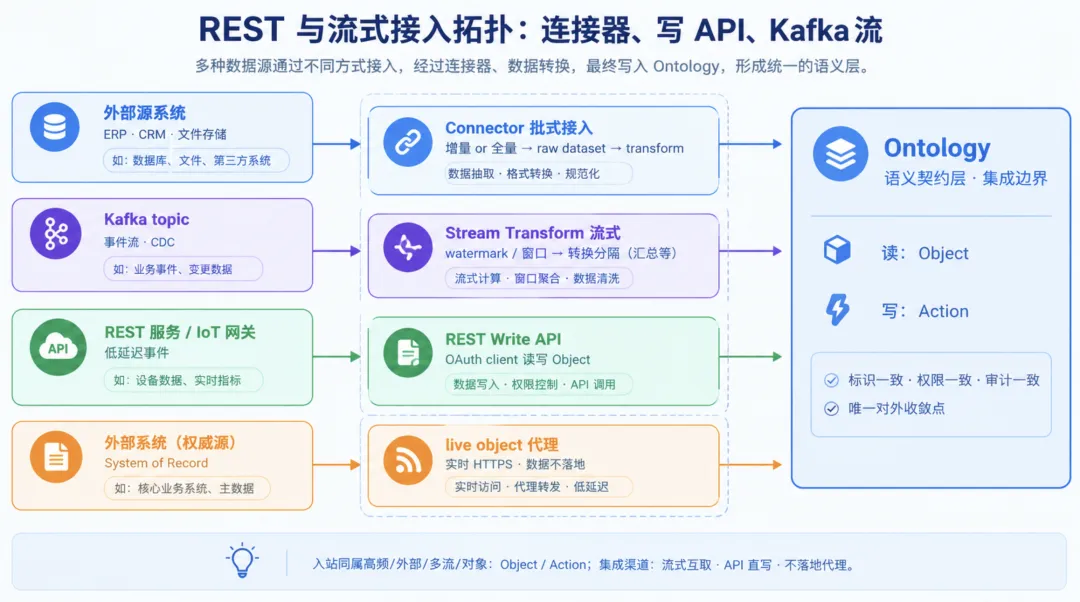 REST 与流式接入拓扑：连接器、写 API、Kafka 流
多种数据源通过不同方式接入，经过连接器、数据转换，最终写入 Ontology，形成统一的语义层。
外部源系统
ERP · CRM · 文件存储
如：数据库、文件、第三方系统
Connector 批式接入
增量 or 全量 → raw dataset → transform
数据抽取 · 格式转换 · 规范化
Kafka topic
事件流 · CDC
如：业务事件、变更数据
Stream Transform 流式
watermark / 窗口 → 转换分隔（汇总等）
流式计算 · 窗口聚合 · 数据清洗
API
REST 服务 / IoT 网关
低延迟事件
如：设备数据、实时指标
REST Write API
OAuth client 读写 Object
数据写入 · 权限控制 · API 调用
外部系统（权威源）
System of Record
如：核心业务系统、主数据
live object 代理
实时 HTTPS · 数据不落地
实时访问 · 代理转发 · 低延迟
Ontology
语义契约层 · 集成边界
读：Object
写：Action
标识一致 · 权限一致 · 审计一致
唯一对外收敛点
入站同属高频/外部/多流/对象：Object / Action；集成渠道：流式互取 · API 直写 · 不落地代理。